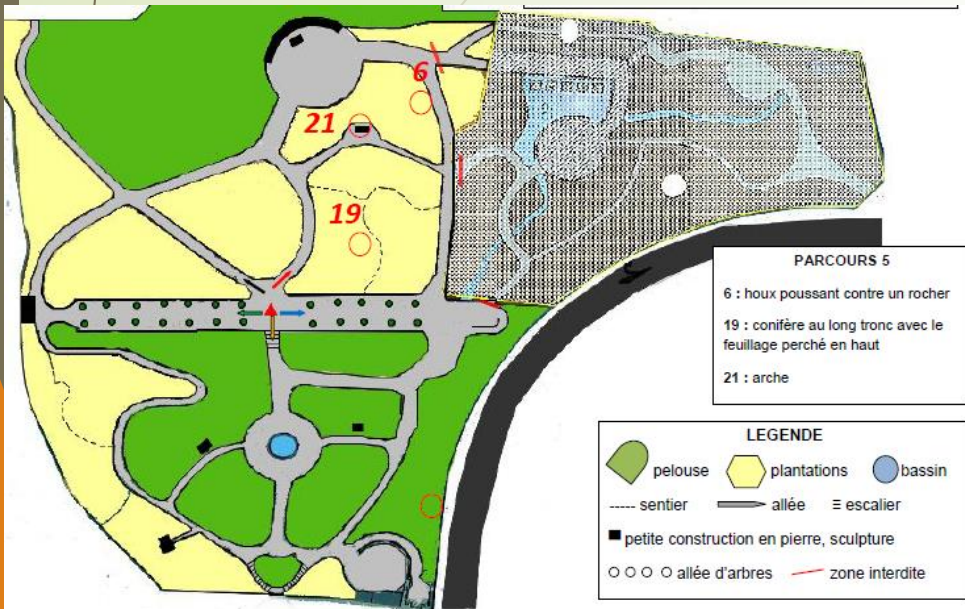 6
21
19
PARCOURS 5
6 : houx poussant contre un rocher
19 : conifère au long tronc avec le
feuillage perché en haut
21 : arche
LEGENDE
pelouse
plantations
bassin
sentier
allée
escalier
petite construction en pierre, sculpture
allée d'arbres
zone interdite